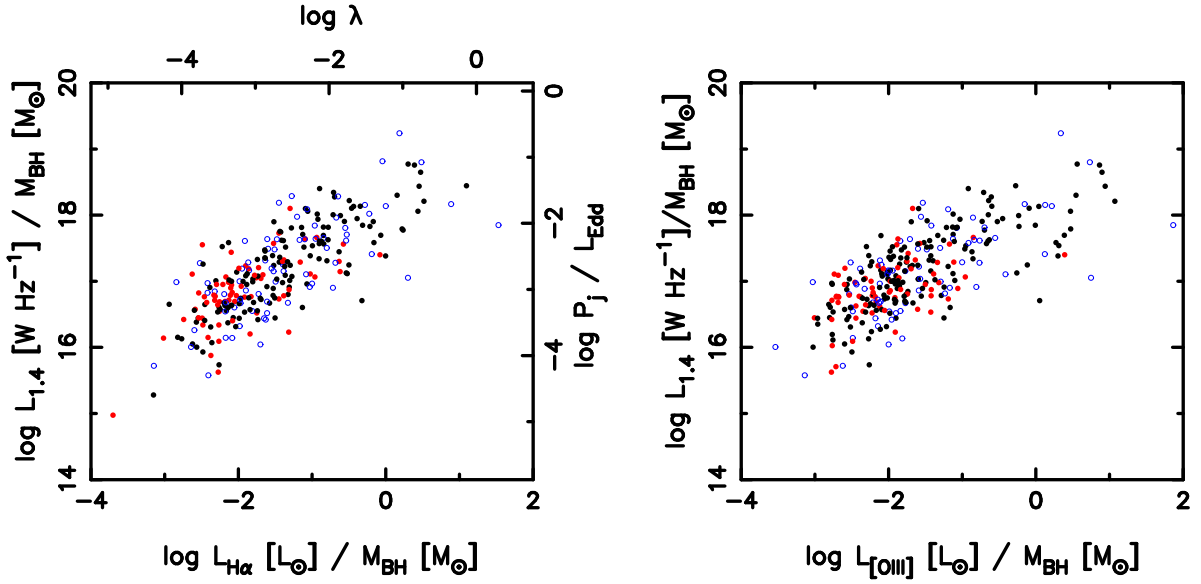 log λ
−4 −2 0
20 18 16 14
log L1.4 [W Hz−1] / MBH [M⊙]
0 −2 −4
log Pj / LEdd
−4 −2 0 2
log LHα [L⊙] / MBH [M⊙]
20 18 16 14
log L1.4 [W Hz−1]/MBH [M⊙]
−4 −2 0 2
log L[OIII] [L⊙] / MBH [M⊙]